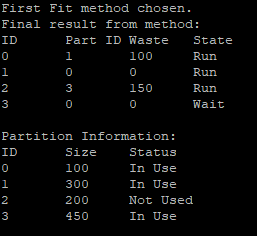 First Fit method chosen.
Final result from method:
ID Part ID Waste State
0 1 100 Run
1 0 0 Run
2 3 150 Run
3 0 0 Wait
Partition Information:
ID Size Status
0 100 In Use
1 300 In Use
2 200 Not Used
3 450 In Use